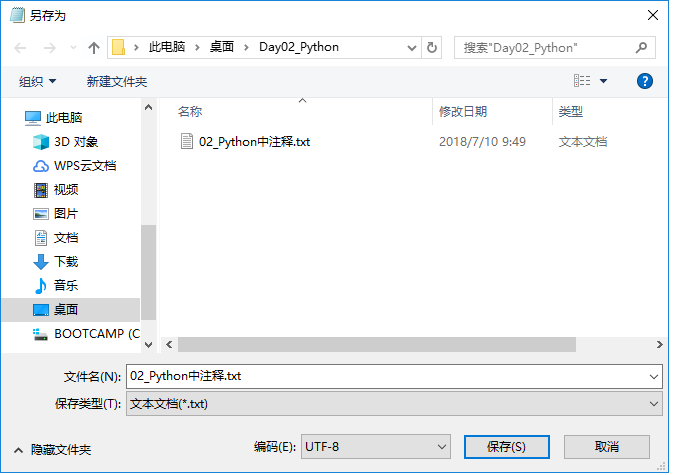 另存为
此电脑 桌面 Day02_Python 搜索"Day02_Python"
组织 新建文件夹
名称 修改日期 类型
02_Python中注释.txt 2018/7/10 9:49 文本文档
此电脑
3D 对象
WPS云文档
视频
图片
文档
下载
音乐
桌面
BOOTCAMP (C
文件名(N): 02_Python中注释.txt
保存类型(T): 文本文档(*.txt)
隐藏文件夹 编码(E): UTF-8 保存(S) 取消